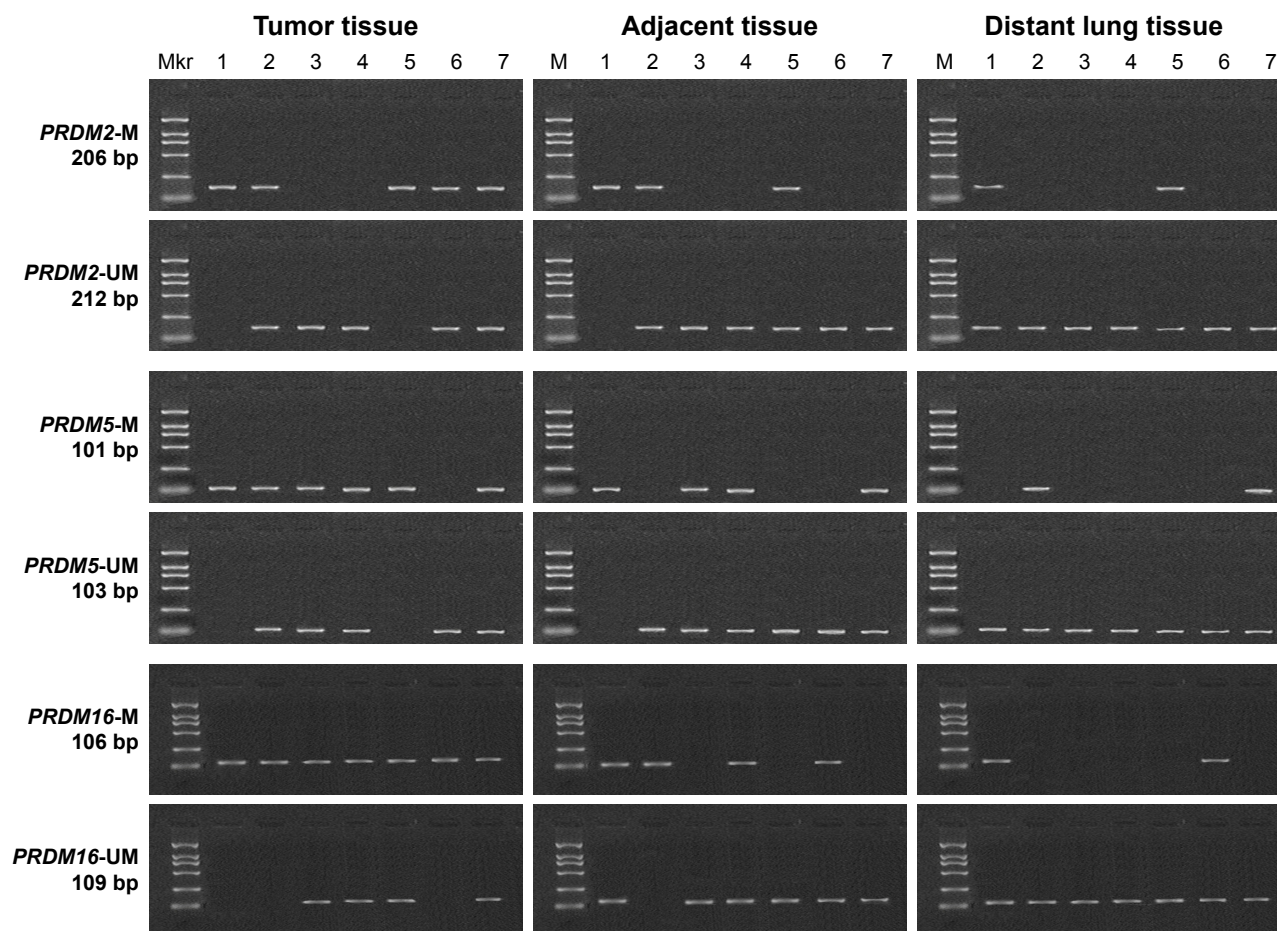 Tumor tissue Adjacent tissue Distant lung tissue
Mkr 1 2 3 4 5 6 7 M 1 2 3 4 5 6 7 M 1 2 3 4 5 6 7
PRDM2-M
206 bp
PRDM2-UM
212 bp
PRDM5-M
101 bp
PRDM5-UM
103 bp
PRDM16-M
106 bp
PRDM16-UM
109 bp